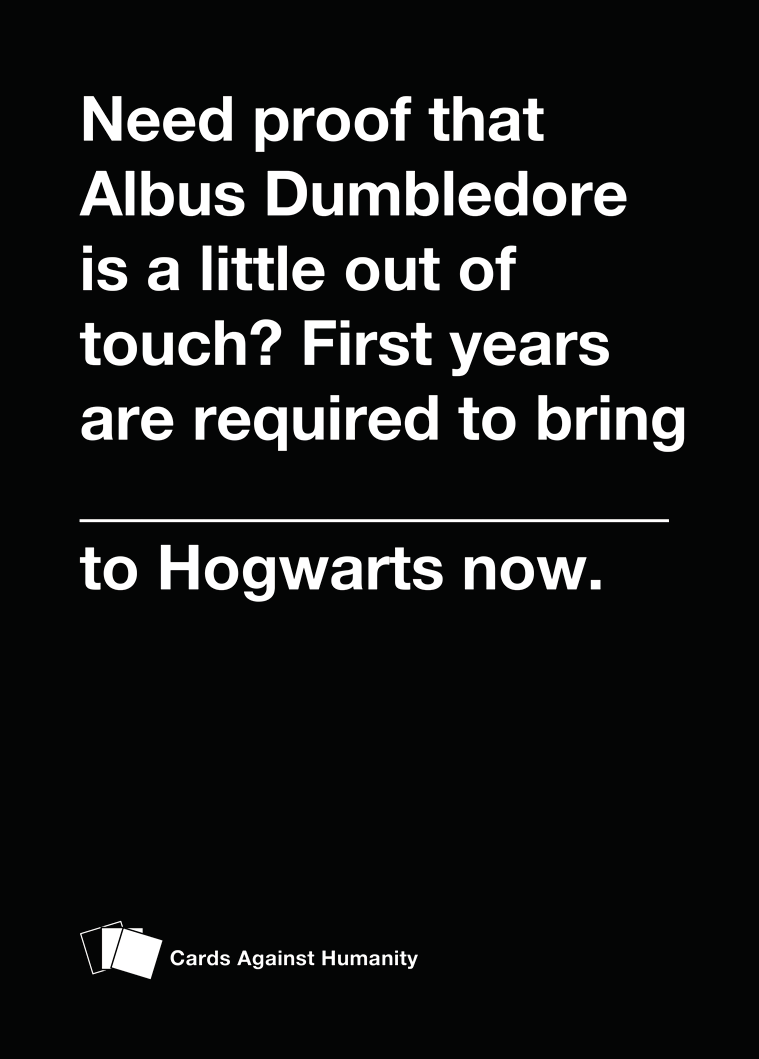 Need proof that
Albus Dumbledore
is a little out of
touch? First years
are required to bring
____________________
to Hogwarts now.
Cards Against Humanity